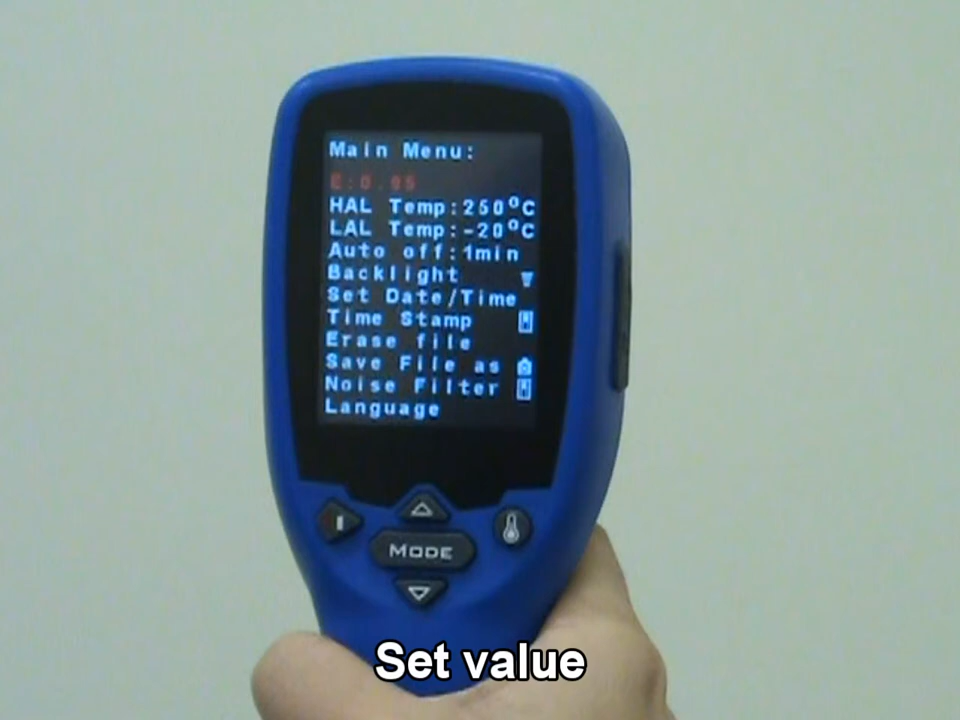 Main Menu:
E:0.95
HAL Temp:250°C
LAL Temp:-20°C
Auto off:1min
Backlight
Set Date/Time
Time Stamp
Erase file
Save File as
Noise Filter
Language
MODE
Set value